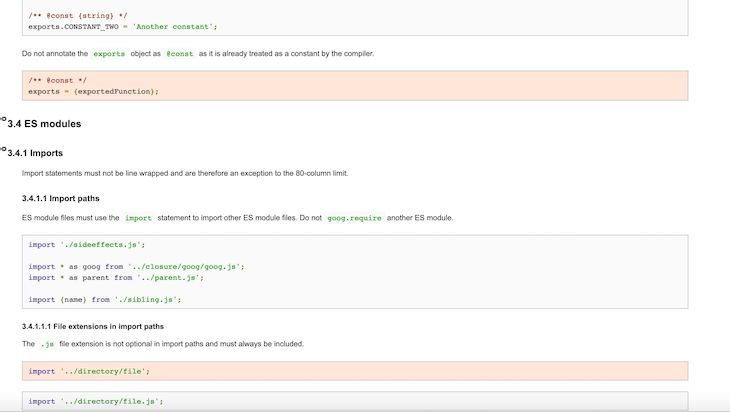 /** @const {string} */
exports.CONSTANT_TWO = 'Another constant';
Do not annotate the exports object as @const as it is already treated as a constant by the compiler.
/** @const */
exports = {exportedFunction};
3.4 ES modules
3.4.1 Imports
Import statements must not be line wrapped and are therefore an exception to the 80-column limit.
3.4.1.1 Import paths
ES module files must use the import statement to import other ES module files. Do not goog.require another ES module.
import './sideeffects.js';
import * as goog from '../closure/goog/goog.js';
import * as parent from '../parent.js';
import {name} from './sibling.js';
3.4.1.1.1 File extensions in import paths
The .js file extension is not optional in import paths and must always be included.
import '../directory/file';
import '../directory/file.js';